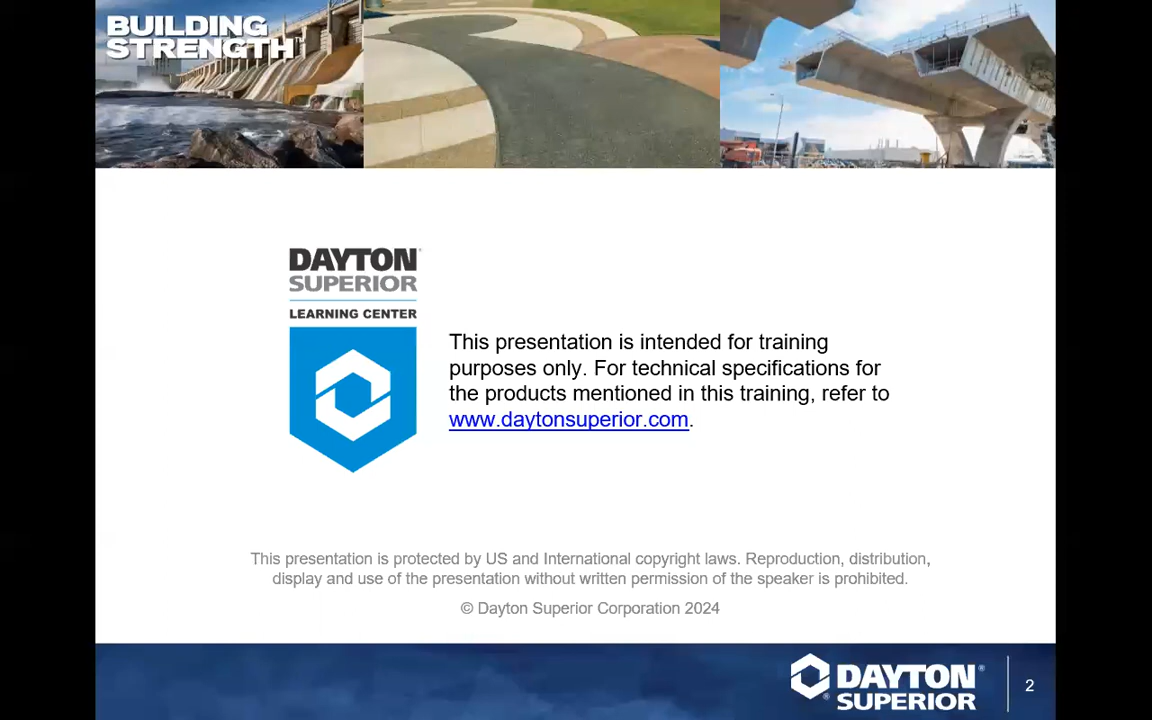 BUILDING
STRENGTH™
DAYTON®
SUPERIOR
LEARNING CENTER
This presentation is intended for training
purposes only. For technical specifications for
the products mentioned in this training, refer to
www.daytonsuperior.com.
This presentation is protected by US and International copyright laws. Reproduction, distribution,
display and use of the presentation without written permission of the speaker is prohibited.
© Dayton Superior Corporation 2024
® DAYTON®
SUPERIOR
2